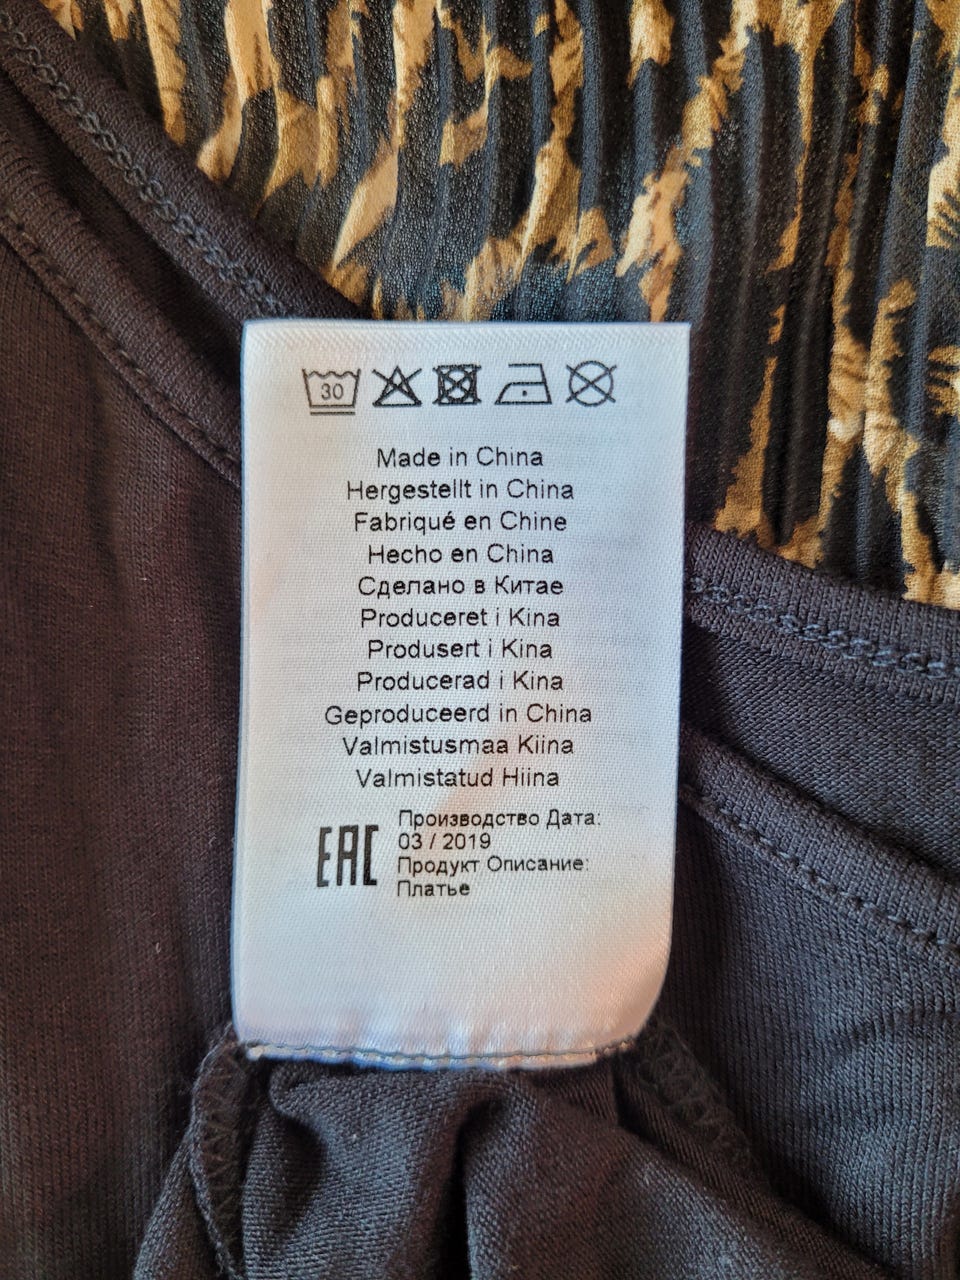 30
Made in China
Hergestellt in China
Fabriqué en Chine
Hecho en China
Сделано в Китае
Produceret i Kina
Produsert i Kina
Producerad i Kina
Geproduceerd in China
Valmistusmaa Kiina
Valmistatud Hiina
EAC
Производство Дата:
03 / 2019
Продукт Описание:
Платье